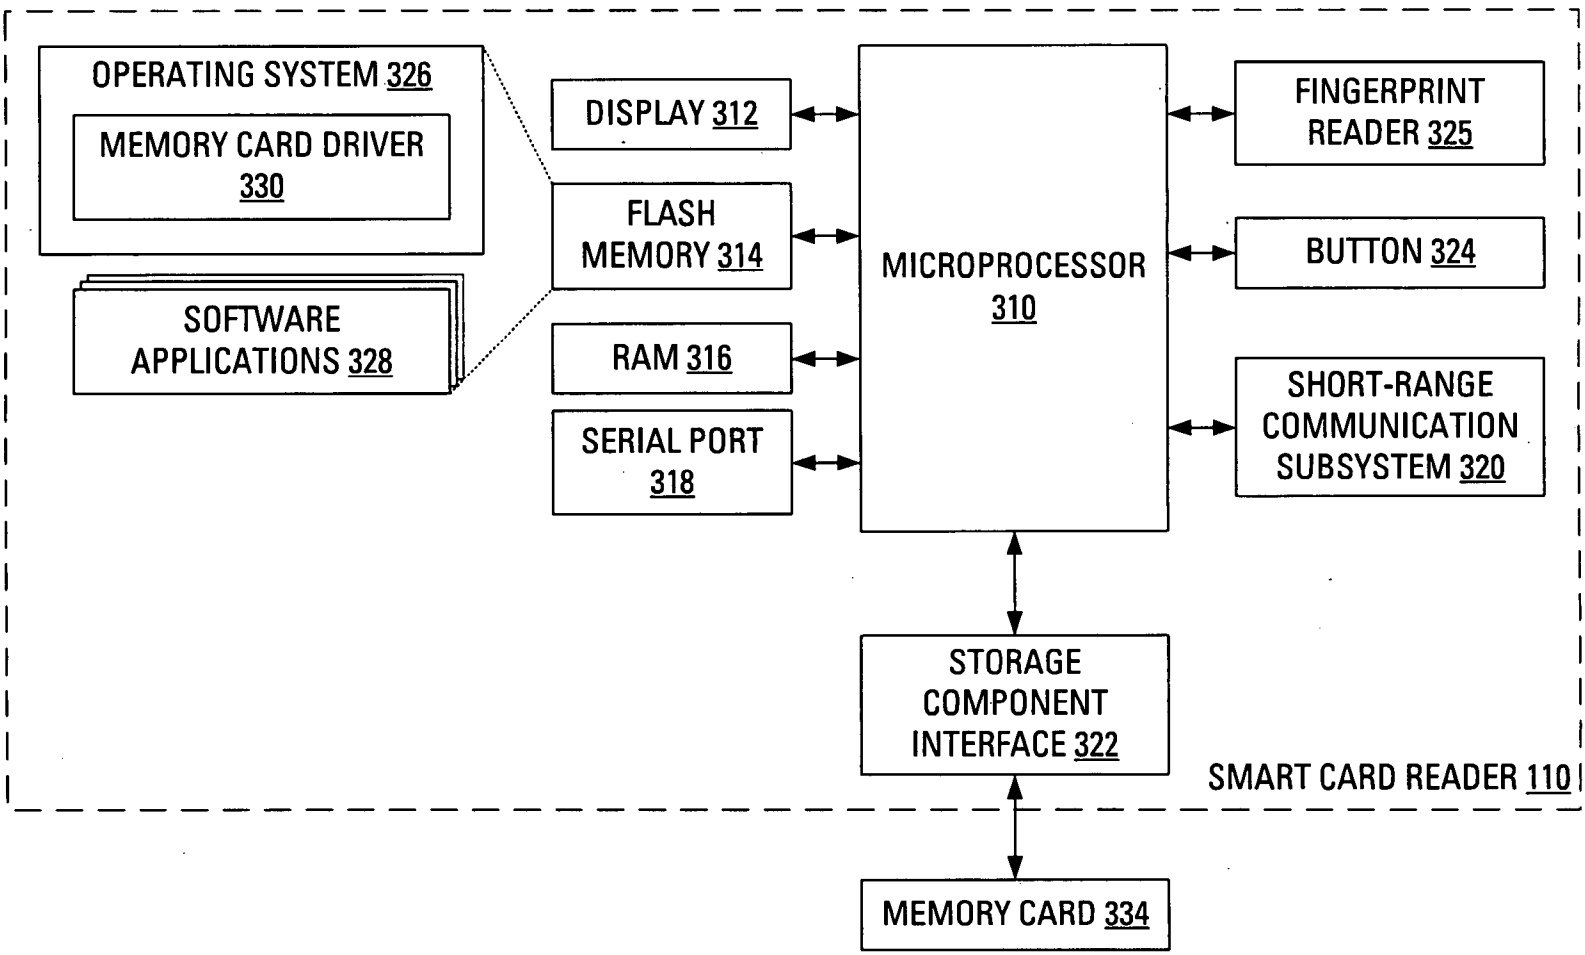 OPERATING SYSTEM 326
MEMORY CARD DRIVER
330
SOFTWARE
APPLICATIONS 328
DISPLAY 312
FLASH
MEMORY 314
RAM 316
SERIAL PORT
318
MICROPROCESSOR
310
FINGERPRINT
READER 325
BUTTON 324
SHORT-RANGE
COMMUNICATION
SUBSYSTEM 320
STORAGE
COMPONENT
INTERFACE 322
SMART CARD READER 110
MEMORY CARD 334